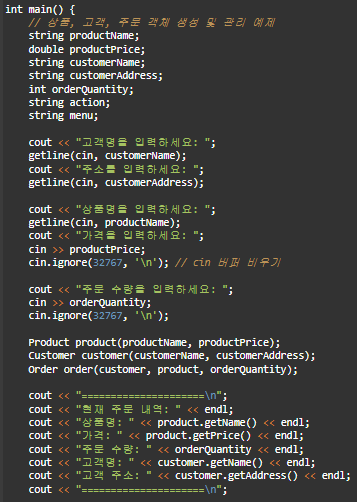 int main() {
    // 상품, 고객, 주문 객체 생성 및 관리 예제
    string productName;
    double productPrice;
    string customerName;
    string customerAddress;
    int orderQuantity;
    string action;
    string menu;

    cout << "고객명을 입력하세요: ";
    getline(cin, customerName);
    cout << "주소를 입력하세요: ";
    getline(cin, customerAddress);

    cout << "상품명을 입력하세요: ";
    getline(cin, productName);
    cout << "가격을 입력하세요: ";
    cin >> productPrice;
    cin.ignore(32767, '\n'); // cin 버퍼 비우기

    cout << "주문 수량을 입력하세요: ";
    cin >> orderQuantity;
    cin.ignore(32767, '\n');

    Product product(productName, productPrice);
    Customer customer(customerName, customerAddress);
    Order order(customer, product, orderQuantity);

    cout << "=====================\n";
    cout << "현재 주문 내역: " << endl;
    cout << "상품명: " << product.getName() << endl;
    cout << "가격: " << product.getPrice() << endl;
    cout << "주문 수량: " << orderQuantity << endl;
    cout << "고객명: " << customer.getName() << endl;
    cout << "고객 주소: " << customer.getAddress() << endl;
    cout << "=====================\n";